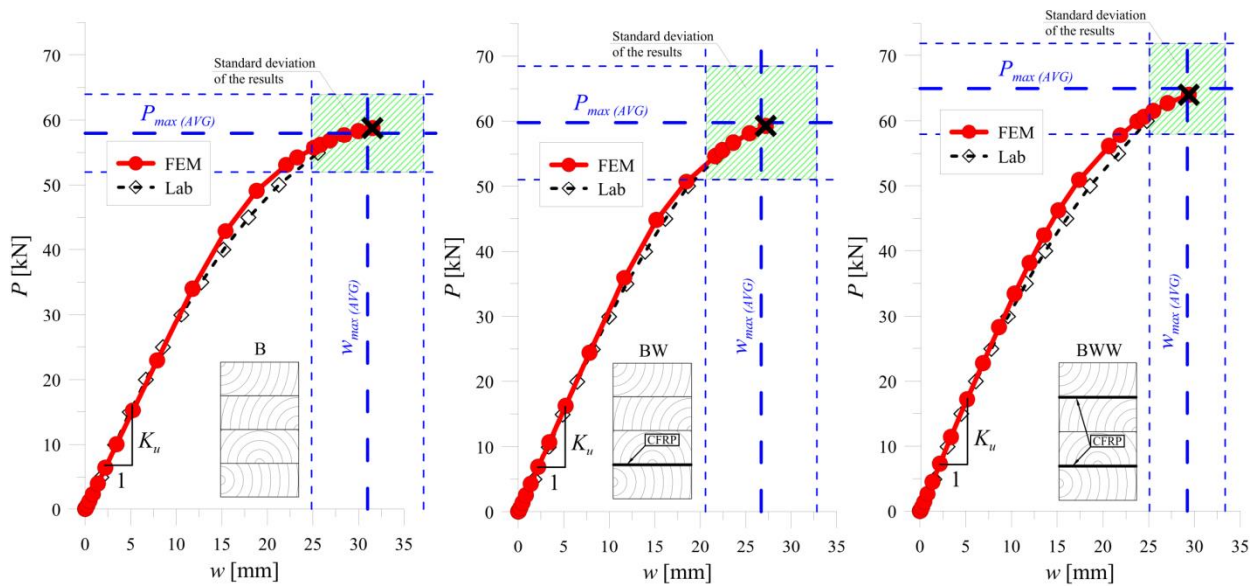 Standard deviation
of the results
P max (AVG)
FEM
Lab
P [kN]
70
60
50
40
30
20
10
0
w max (AVG)
B
K u
1
0 5 10 15 20 25 30 35
w [mm]
Standard deviation
of the results
P max (AVG)
FEM
Lab
P [kN]
70
60
50
40
30
20
10
0
w max (AVG)
BW
CFRP
K u
1
0 5 10 15 20 25 30 35
w [mm]
Standard deviation
of the results
P max (AVG)
FEM
Lab
P [kN]
70
60
50
40
30
20
10
0
w max (AVG)
BWW
CFRP
K u
1
0 5 10 15 20 25 30 35
w [mm]